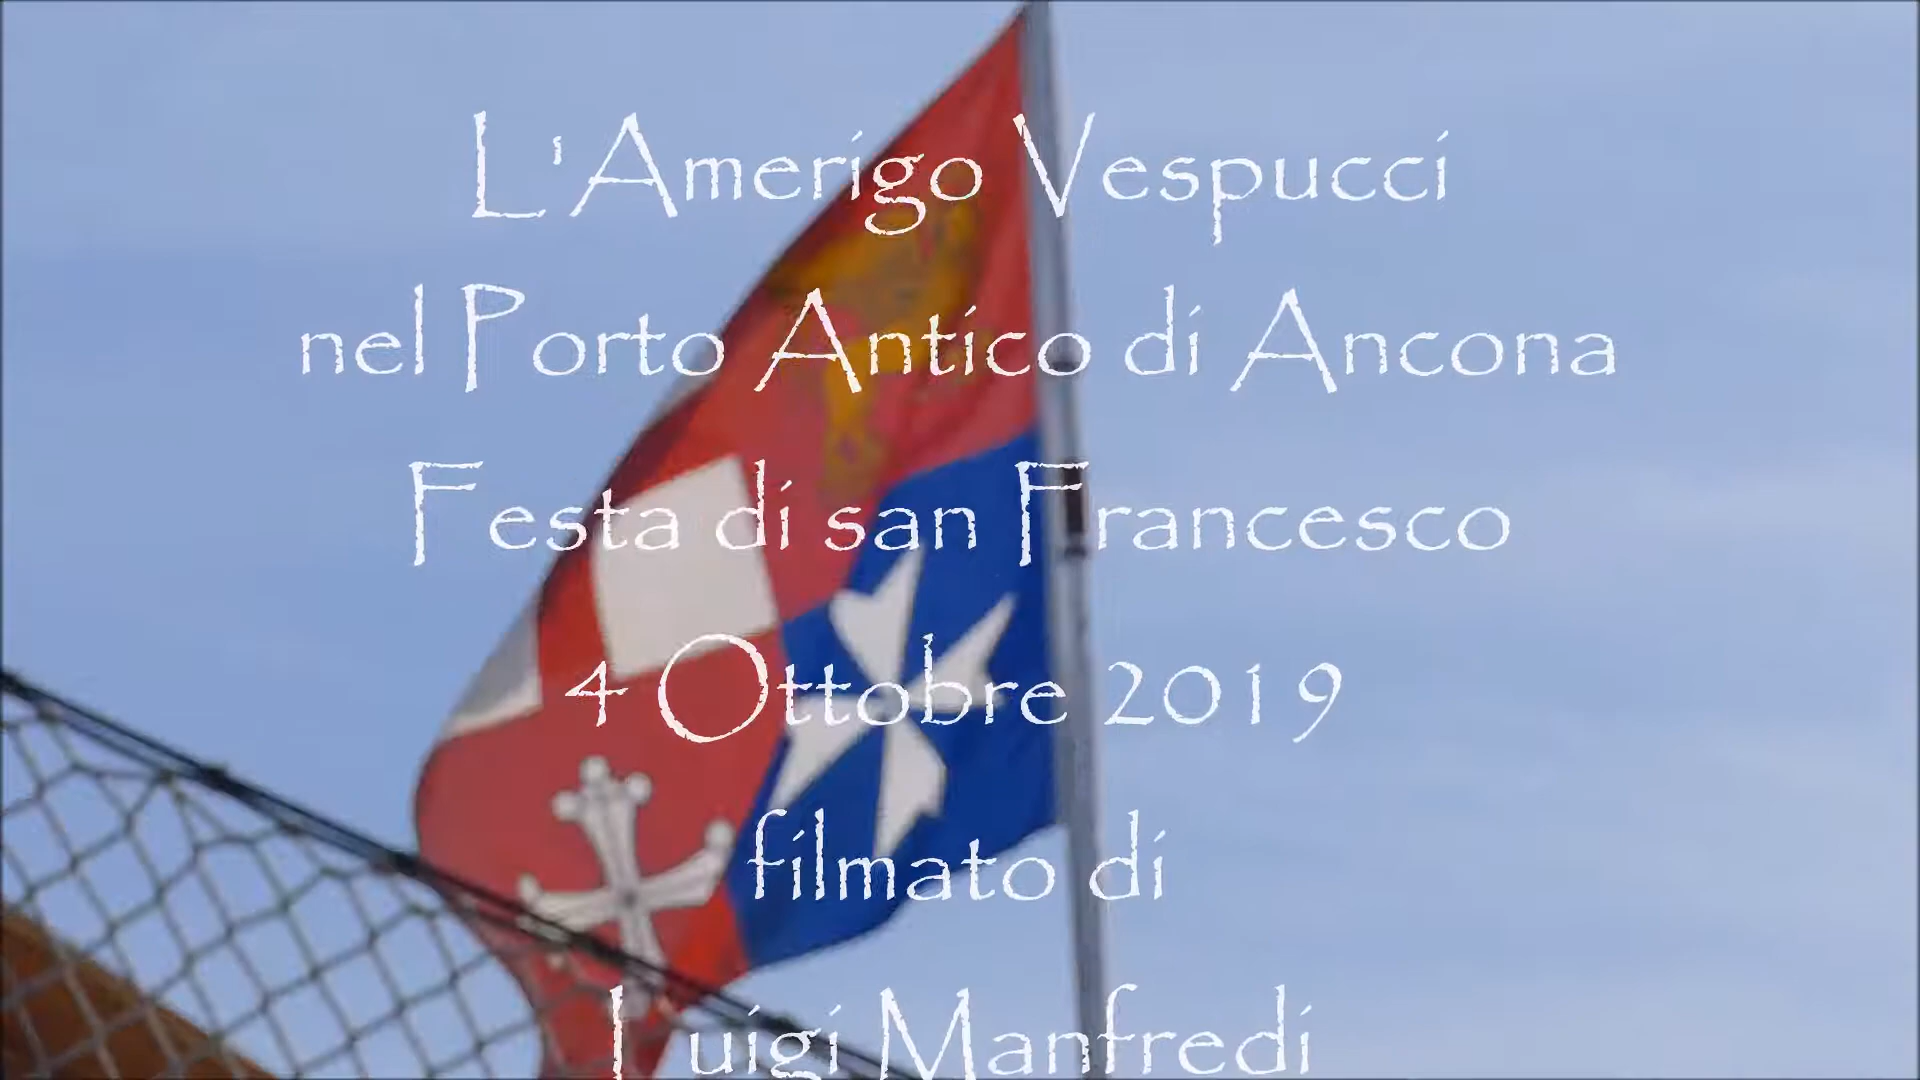 L'Amerigo Vespucci
nel Porto Antico di Ancona
Festa di san Francesco
4 Ottobre 2019
filmato di
Luigi Manfredi